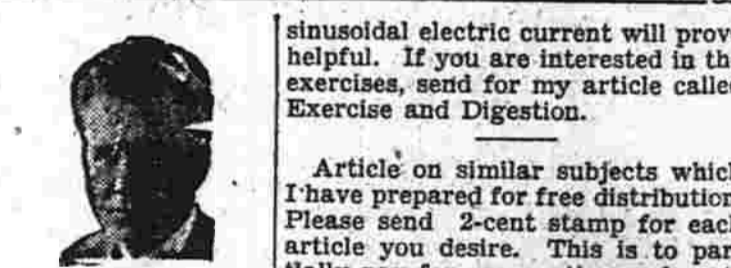 sinusoidal electric current will prov
helpful. If you are interested in th
exercises, send for my article calle
Exercise and Digestion.
Article on similar subjects which
I have prepared for free distribution
Please send 2-cent stamp for each
article you desire. This is to par